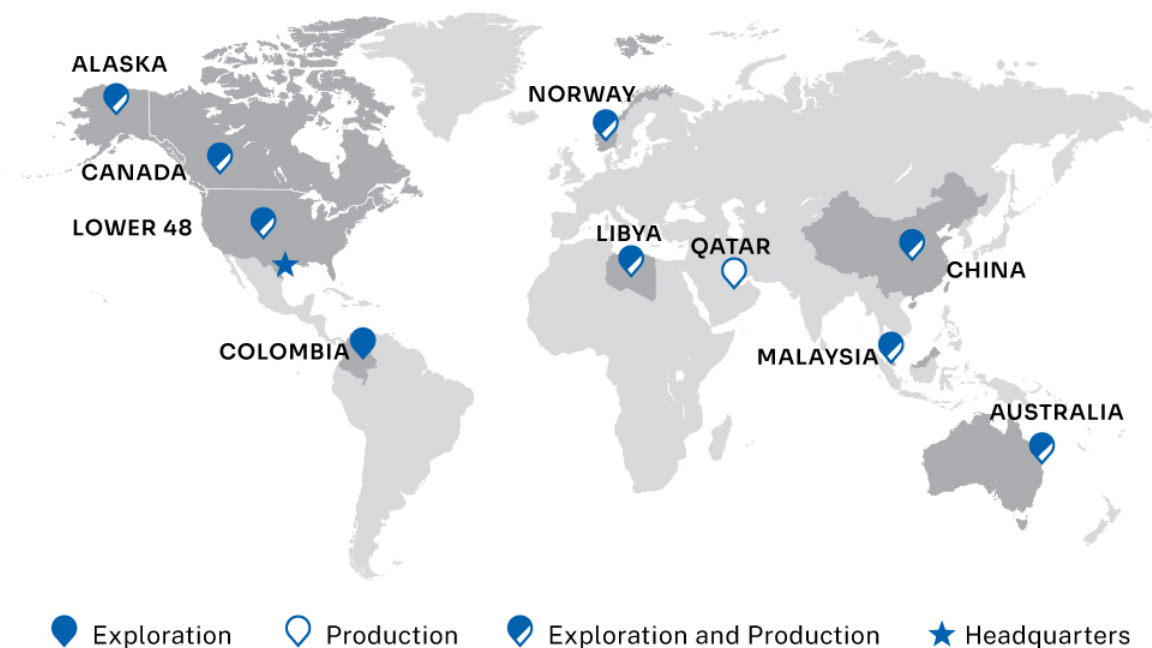 ALASKA
NORWAY
CANADA
LOWER 48
LIBYA
QATAR
CHINA
COLOMBIA
MALAYSIA
AUSTRALIA
Exploration
Production
Exploration and Production
Headquarters